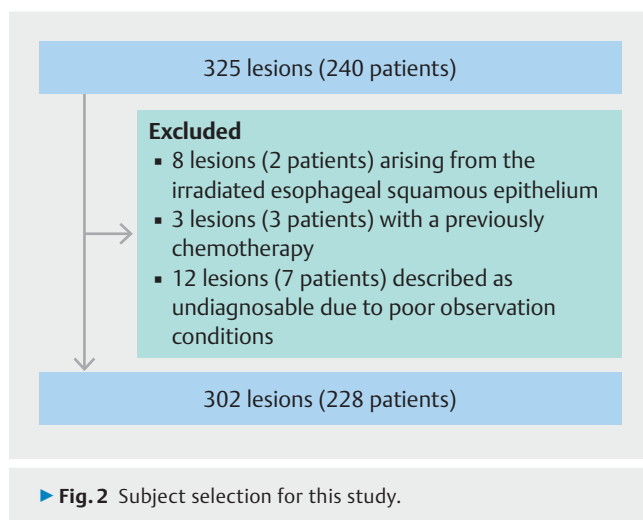 325 lesions (240 patients)
Excluded
▪ 8 lesions (2 patients) arising from the
irradiated esophageal squamous epithelium
▪ 3 lesions (3 patients) with a previously
chemotherapy
▪ 12 lesions (7 patients) described as
undiagnosable due to poor observation
conditions
302 lesions (228 patients)
▶ Fig. 2 Subject selection for this study.